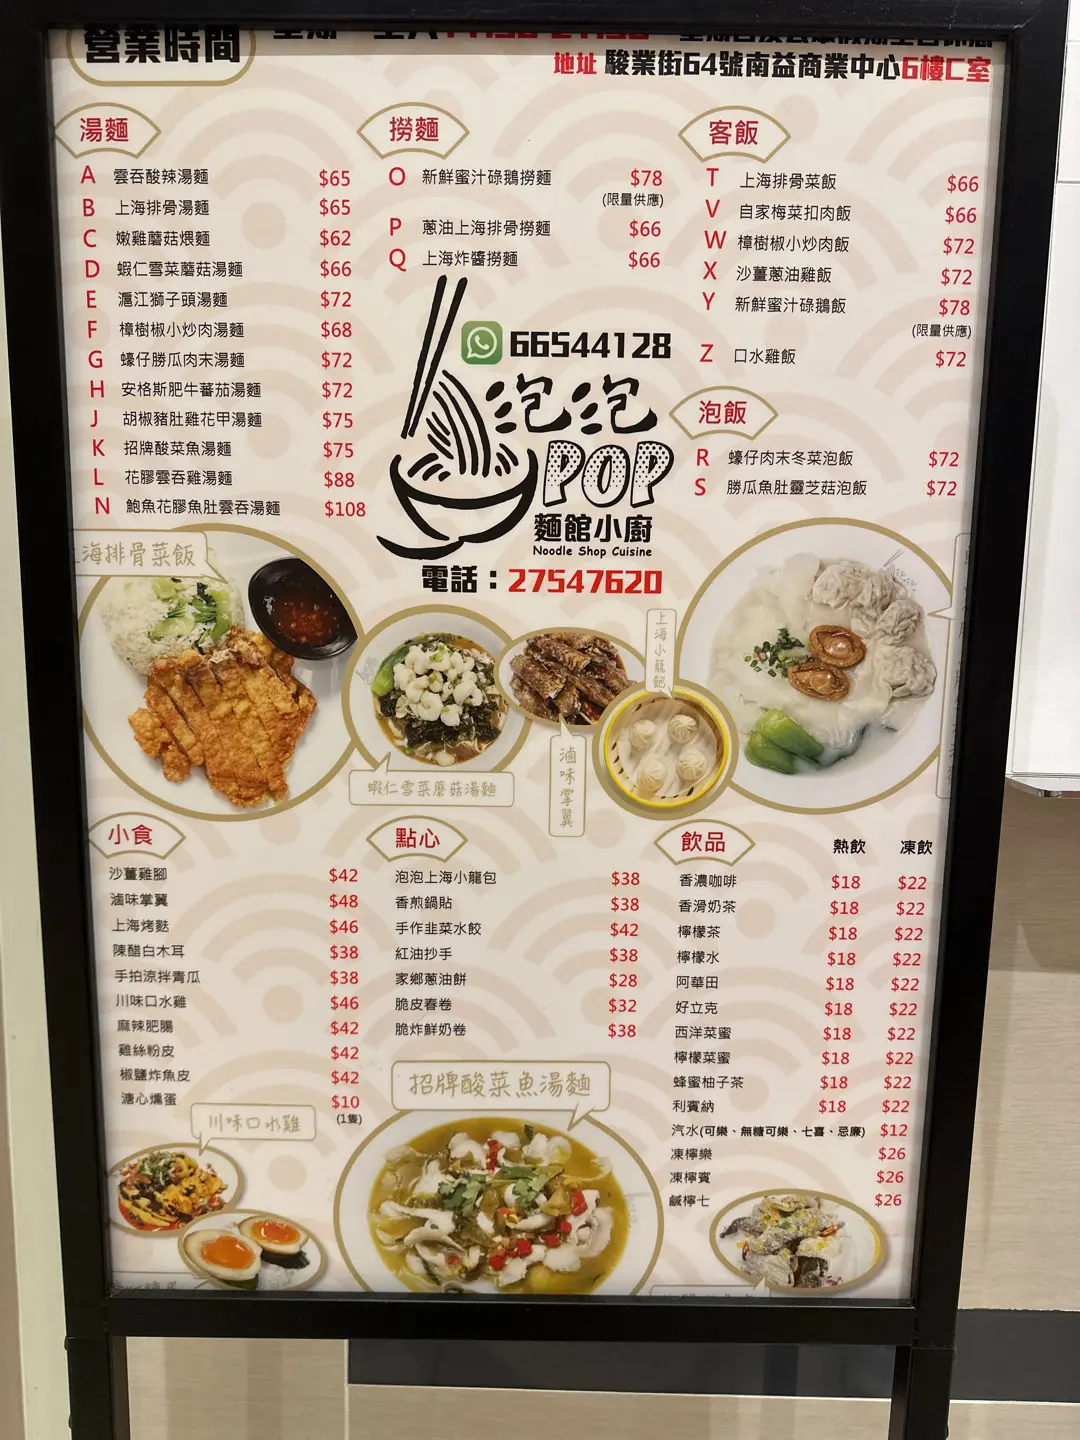 營業時間
地址 駿業街64號南益商業中心6樓C室
湯麵
A 雲吞酸辣湯麵 $65
B 上海排骨湯麵 $65
C 嫩雞蘑菇煨麵 $62
D 蝦仁雪菜蘑菇湯麵 $66
E 滬江獅子頭湯麵 $72
F 樟樹椒小炒肉湯麵 $68
G 蠔仔勝瓜肉末湯麵 $72
H 安格斯肥牛蕃茄湯麵 $72
J 胡椒豬肚雞花甲湯麵 $75
K 招牌酸菜魚湯麵 $75
L 花膠雲吞雞湯麵 $88
N 鮑魚花膠魚肚雲吞湯麵 $108
撈麵
O 新鮮蜜汁碌鵝撈麵 $78
(限量供應)
P 蔥油上海排骨撈麵 $66
Q 上海炸醬撈麵 $66
客飯
T 上海排骨菜飯 $66
V 自家梅菜扣肉飯 $66
W 樟樹椒小炒肉飯 $72
X 沙薑蔥油雞飯 $72
Y 新鮮蜜汁碌鵝飯 $78
(限量供應)
Z 口水雞飯 $72
泡飯
R 蠔仔肉末冬菜泡飯 $72
S 勝瓜魚肚靈芝菇泡飯 $72
66544128
泡泡
POP
麵館小廚
Noodle Shop Cuisine
電話：27547620
上海排骨菜飯
蝦仁雪菜蘑菇湯麵
滷味掌翼
上海小籠飽
小食
沙薑雞腳 $42
滷味掌翼 $48
上海烤麩 $46
陳醋白木耳 $38
手拍涼拌青瓜 $38
川味口水雞 $46
麻辣肥腸 $42
雞絲粉皮 $42
椒鹽炸魚皮 $42
溏心燻蛋 $10
(1隻)
點心
泡泡上海小龍包 $38
香煎鍋貼 $38
手作韭菜水餃 $42
紅油抄手 $38
家鄉蔥油餅 $28
脆皮春卷 $32
脆炸鮮奶卷 $38
飲品 熱飲 凍飲
香濃咖啡 $18 $22
香滑奶茶 $18 $22
檸檬茶 $18 $22
檸檬水 $18 $22
阿華田 $18 $22
好立克 $18 $22
西洋菜蜜 $18 $22
檸檬菜蜜 $18 $22
蜂蜜柚子茶 $18 $22
利賓納 $18 $22
汽水(可樂、無糖可樂、七喜、忌廉) $12
凍檸樂 $26
凍檸賓 $26
鹹檸七 $26
川味口水雞
招牌酸菜魚湯麵